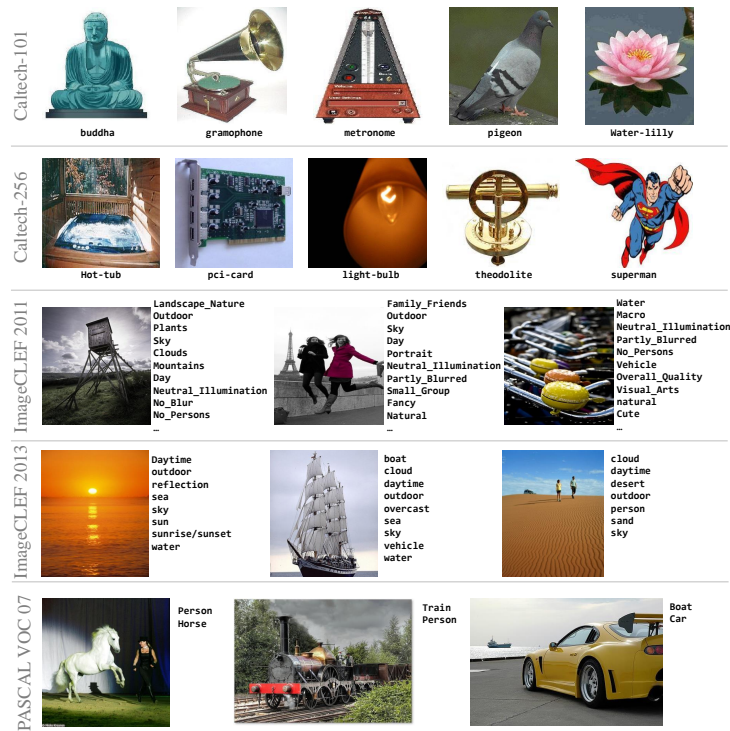 Caltech-101
buddha
gramophone
metronome
pigeon
Water-lilly
Caltech-256
Hot-tub
pci-card
light-bulb
theodolite
superman
ImageCLEF 2011
Landscape_Nature
Outdoor
Plants
Sky
Clouds
Mountains
Day
Neutral_Illumination
No_Blur
No_Persons
…
Family_Friends
Outdoor
Sky
Day
Portrait
Neutral_Illumination
Partly_Blurred
Small_Group
Fancy
Natural
…
Water
Macro
Neutral_Illumination
Partly_Blurred
No_Persons
Vehicle
Overall_Quality
Visual_Arts
natural
Cute
…
ImageCLEF 2013
Daytime
outdoor
reflection
sea
sky
sun
sunrise/sunset
water
boat
cloud
daytime
outdoor
overcast
sea
sky
vehicle
water
cloud
daytime
desert
outdoor
person
sand
sky
PASCAL VOC 07
Person
Horse
Train
Person
Boat
Car